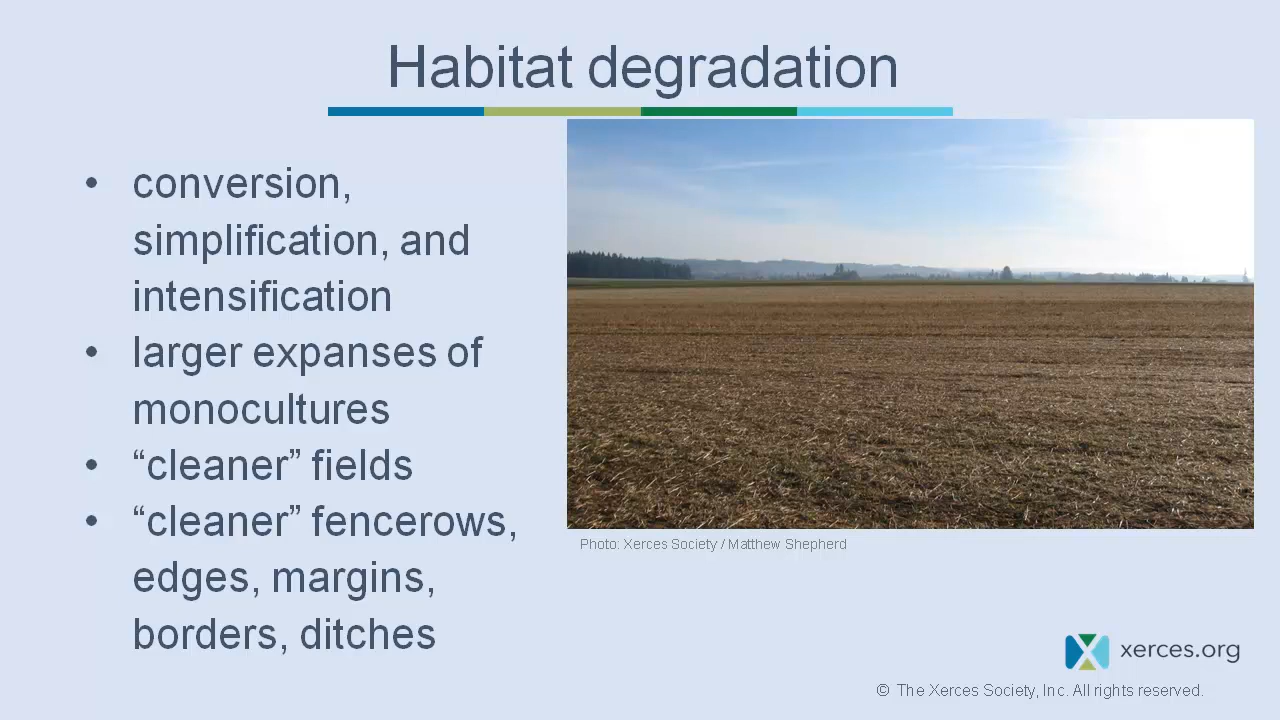 Habitat degradation
• conversion,
simplification, and
intensification
• larger expanses of
monocultures
• “cleaner” fields
• “cleaner” fencerows,
edges, margins,
borders, ditches
Photo: Xerces Society / Matthew Shepherd
xerces.org
© The Xerces Society, Inc. All rights reserved.